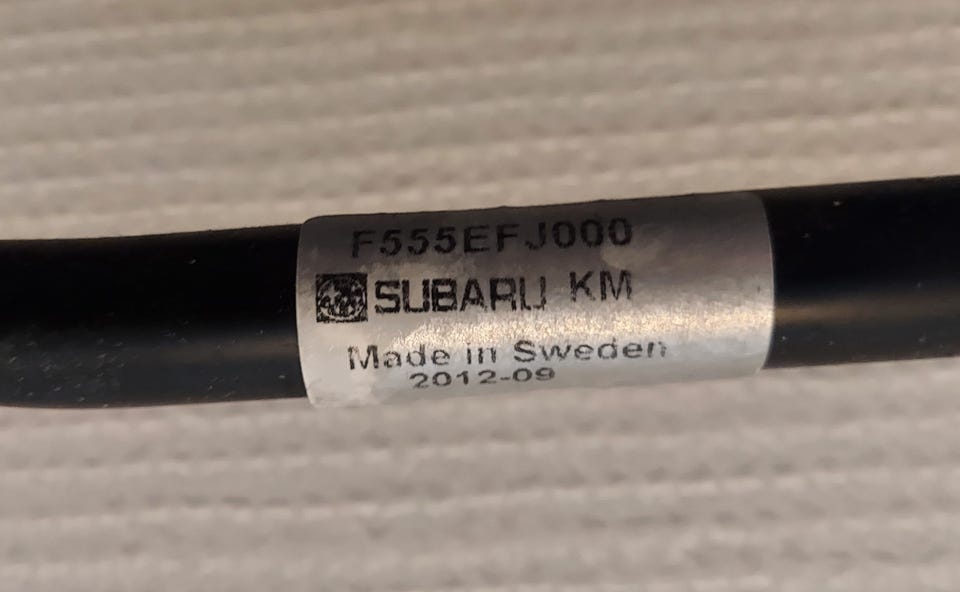 F555EFJ000
SUBARU KM
Made in Sweden
2012-09